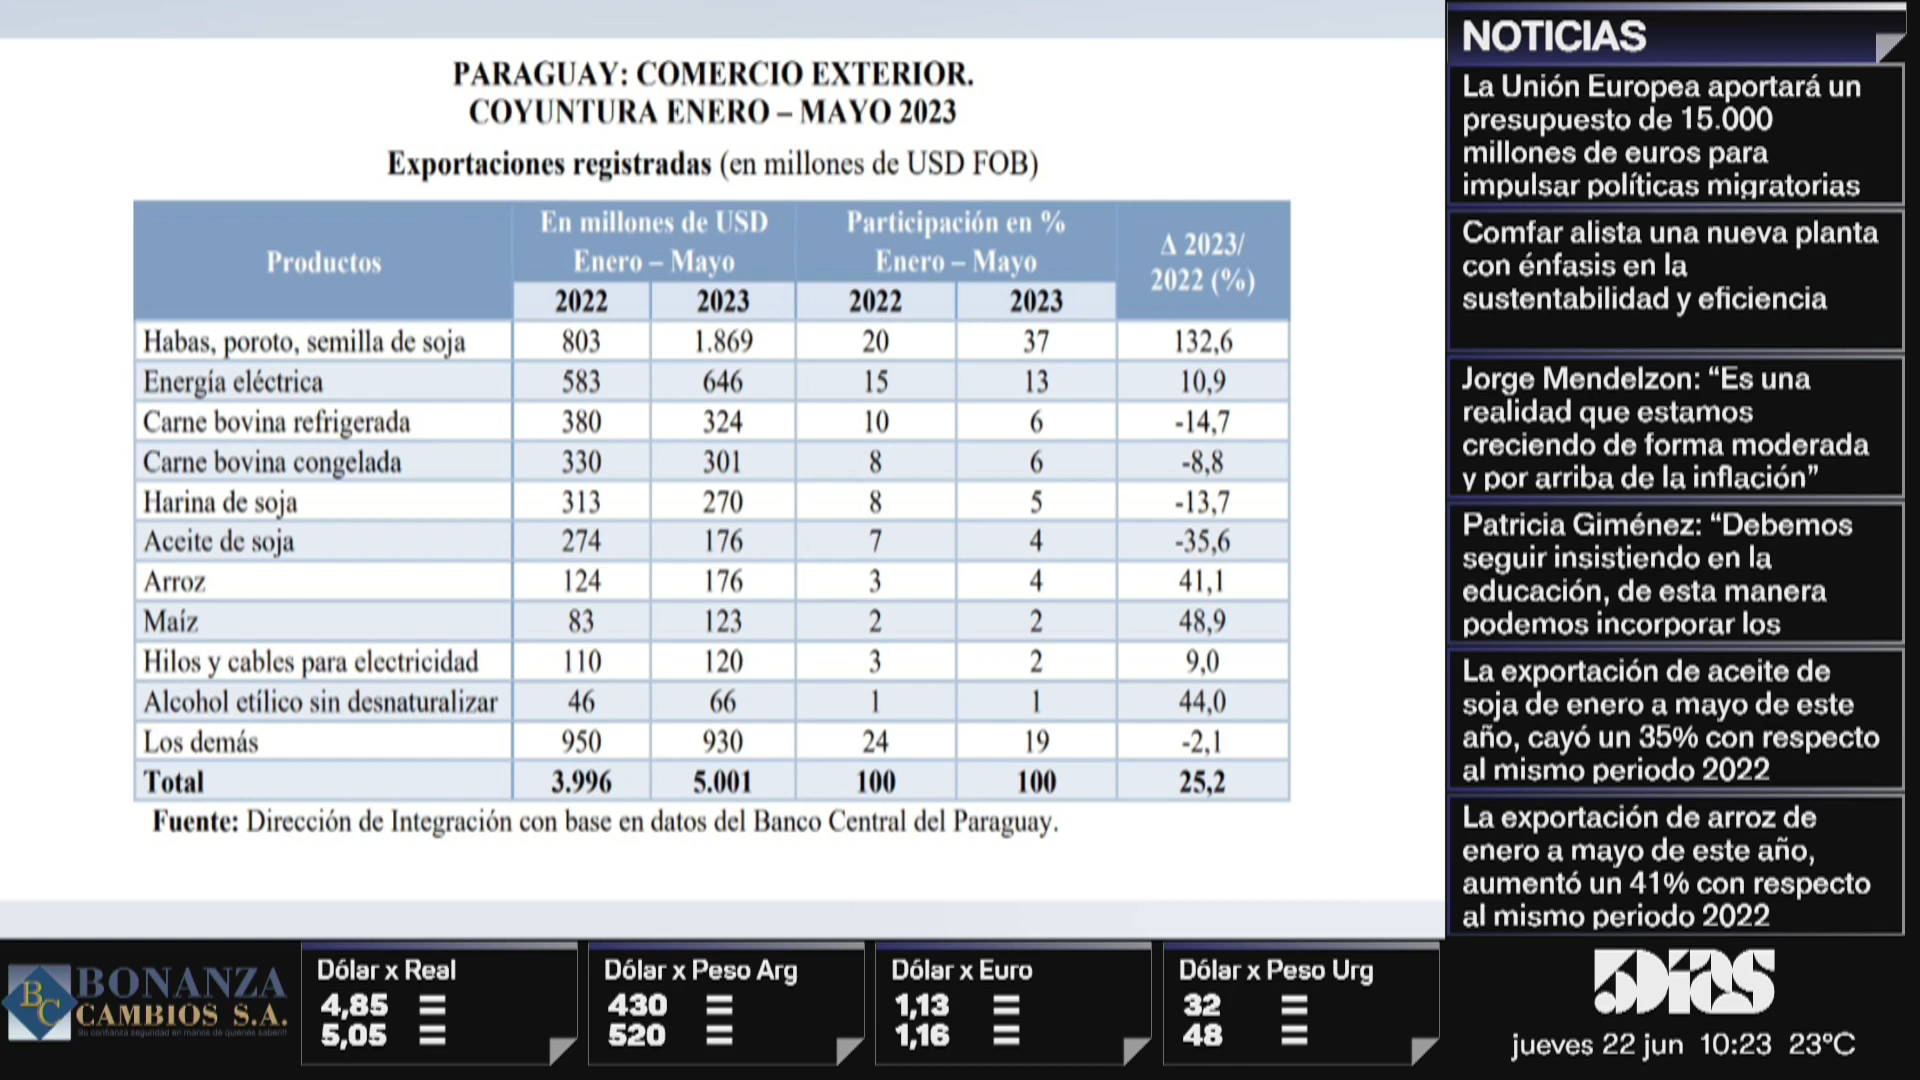 PARAGUAY: COMERCIO EXTERIOR.
COYUNTURA ENERO – MAYO 2023
Exportaciones registradas (en millones de USD FOB)
Productos
En millones de USD
Enero – Mayo
Participación en %
Enero – Mayo
Δ 2023/
2022 (%)
2022 2023 2022 2023
Habas, poroto, semilla de soja 803 1.869 20 37 132,6
Energía eléctrica 583 646 15 13 10,9
Carne bovina refrigerada 380 324 10 6 -14,7
Carne bovina congelada 330 301 8 6 -8,8
Harina de soja 313 270 8 5 -13,7
Aceite de soja 274 176 7 4 -35,6
Arroz 124 176 3 4 41,1
Maíz 83 123 2 2 48,9
Hilos y cables para electricidad 110 120 3 2 9,0
Alcohol etílico sin desnaturalizar 46 66 1 1 44,0
Los demás 950 930 24 19 -2,1
Total 3.996 5.001 100 100 25,2
Fuente: Dirección de Integración con base en datos del Banco Central del Paraguay.
NOTICIAS
La Unión Europea aportará un
presupuesto de 15.000
millones de euros para
impulsar políticas migratorias
Comfar alista una nueva planta
con énfasis en la
sustentabilidad y eficiencia
Jorge Mendelzon: “Es una
realidad que estamos
creciendo de forma moderada
y por arriba de la inflación”
Patricia Giménez: “Debemos
seguir insistiendo en la
educación, de esta manera
podemos incorporar los
La exportación de aceite de
soja de enero a mayo de este
año, cayó un 35% con respecto
al mismo periodo 2022
La exportación de arroz de
enero a mayo de este año,
aumentó un 41% con respecto
al mismo periodo 2022
BC
BONANZA
CAMBIOS S.A.
Su confianza seguridad en manos de quienes saben!!
Dólar x Real
4,85
5,05
Dólar x Peso Arg
430
520
Dólar x Euro
1,13
1,16
Dólar x Peso Urg
32
48
5DIAS
jueves 22 jun 10:23 23°C